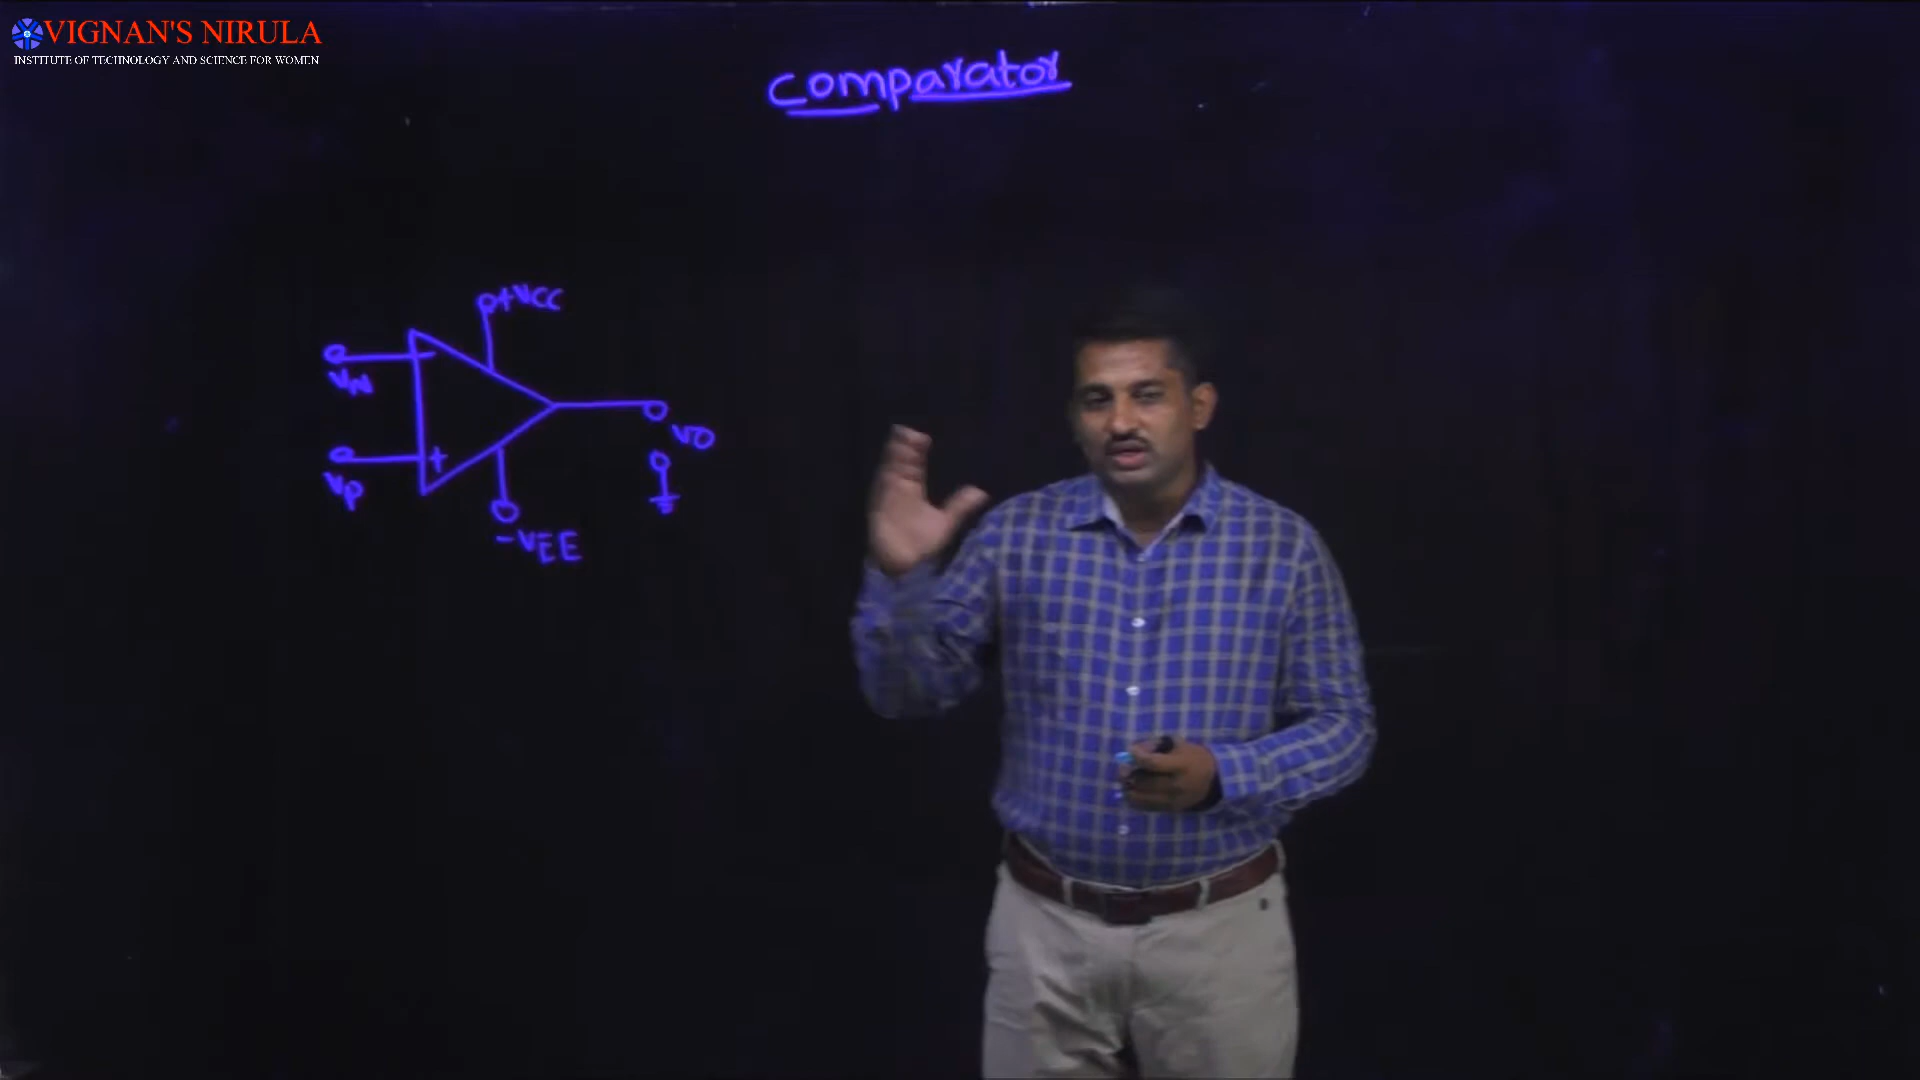 VIGNAN'S NIRULA
INSTITUTE OF TECHNOLOGY AND SCIENCE FOR WOMEN
comparator
+VCC
-
VN
VO
+
VP
-VEE